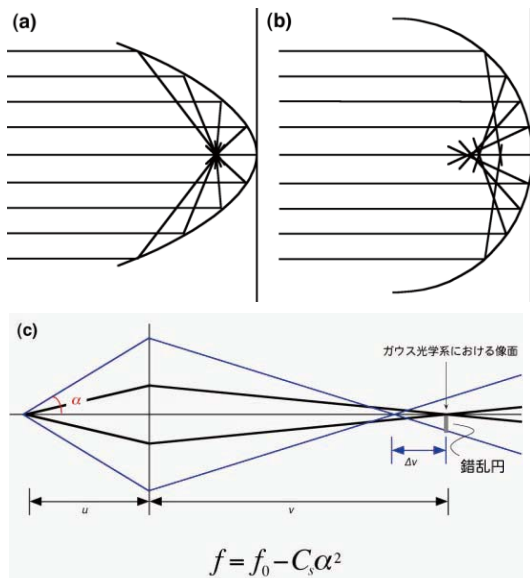 (a)
(b)
(c)
ガウス光学系における像面
α
Δv
錯乱円
u
v
f = f₀ − Cₛα²